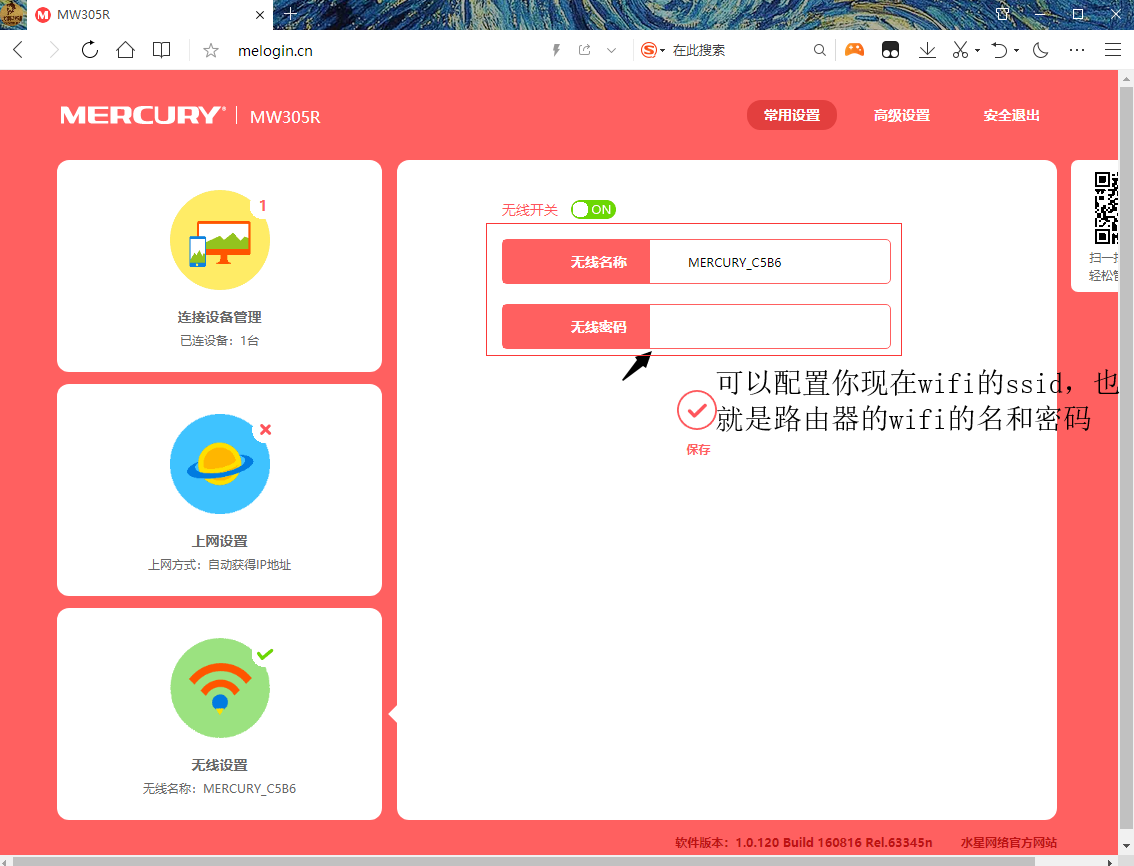 MW305R
melogin.cn
在此搜索
MERCURY® | MW305R
常用设置
高级设置
安全退出
1
连接设备管理
已连设备：1台
上网设置
上网方式：自动获得IP地址
无线设置
无线名称：MERCURY_C5B6
无线开关 ON
无线名称 MERCURY_C5B6
无线密码
可以配置你现在wifi的ssid，也
就是路由器的wifi的名和密码
保存
扫一
轻松
软件版本：1.0.120 Build 160816 Rel.63345n
水星网络官方网站